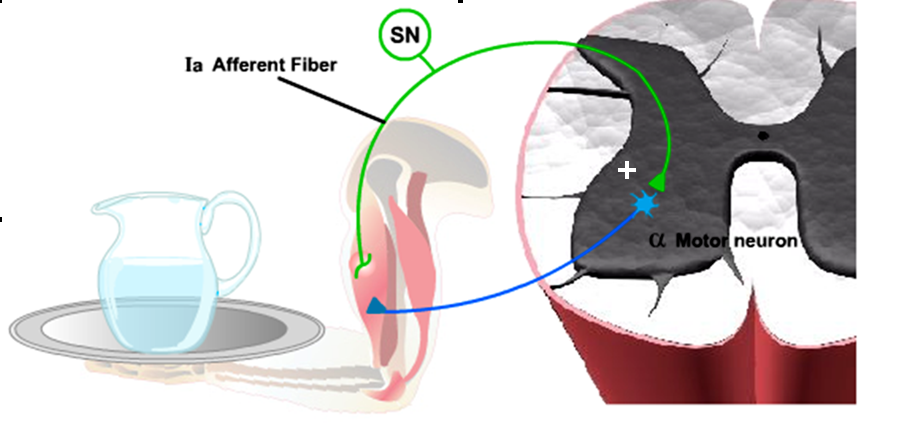 SN
Ia Afferent Fiber
+
α Motor neuron